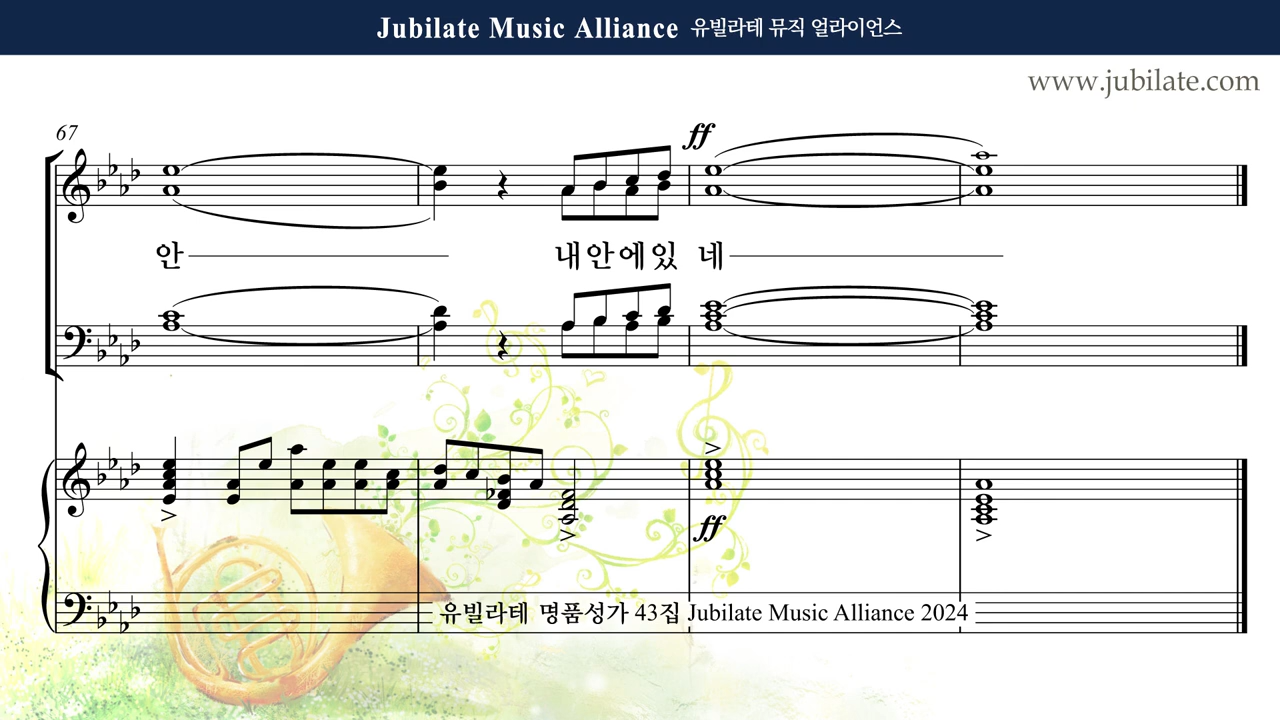 Jubilate Music Alliance 유빌라테 뮤직 얼라이언스
www.jubilate.com
67
ff
안 내 안 에 있 네
ff
유빌라테 명품성가 43집 Jubilate Music Alliance 2024